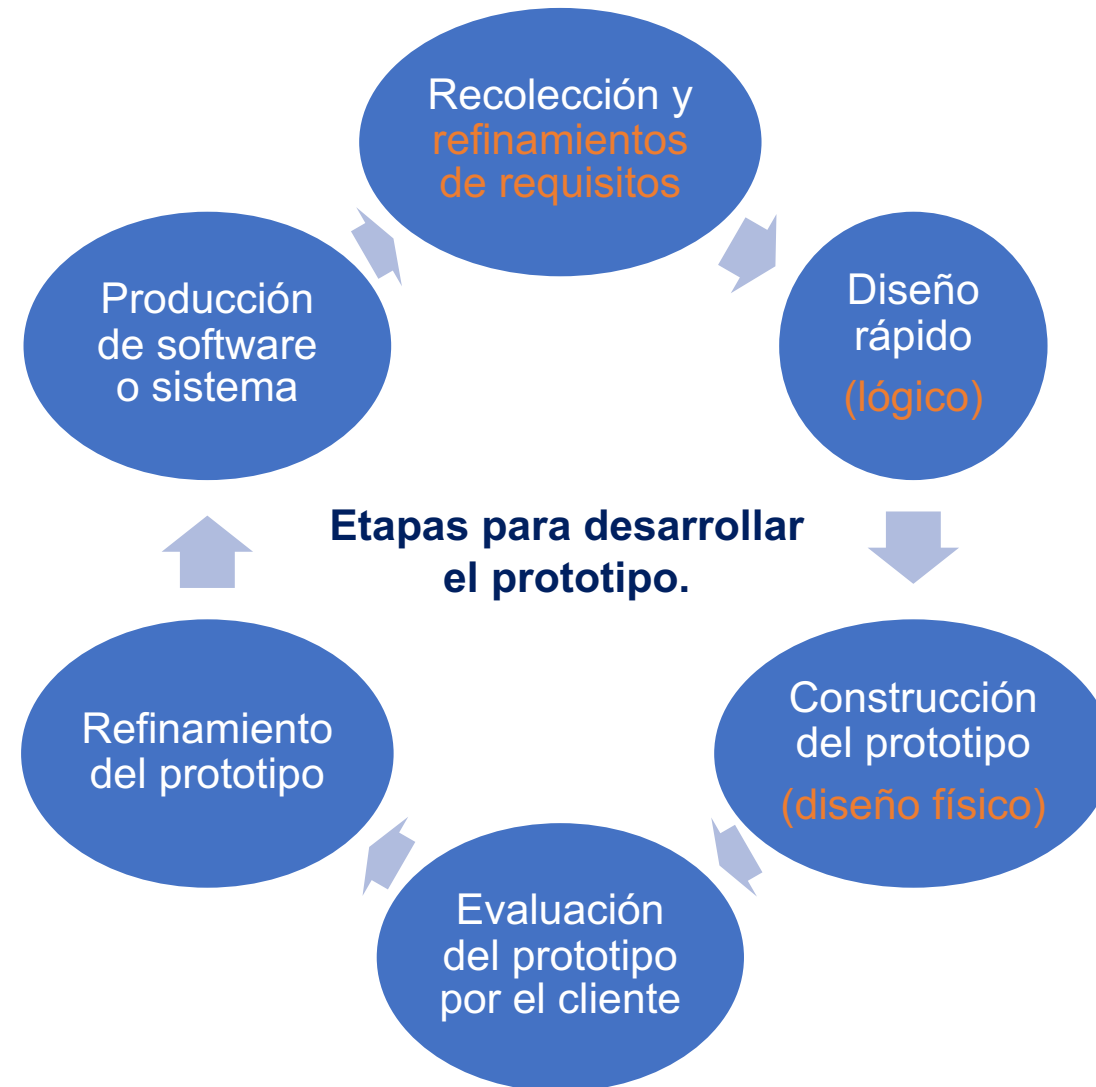 Recolección y
refinamientos
de requisitos
Diseño
rápido
(lógico)
Construcción
del prototipo
(diseño físico)
Evaluación
del prototipo
por el cliente
Refinamiento
del prototipo
Producción
de software
o sistema
Etapas para desarrollar
el prototipo.